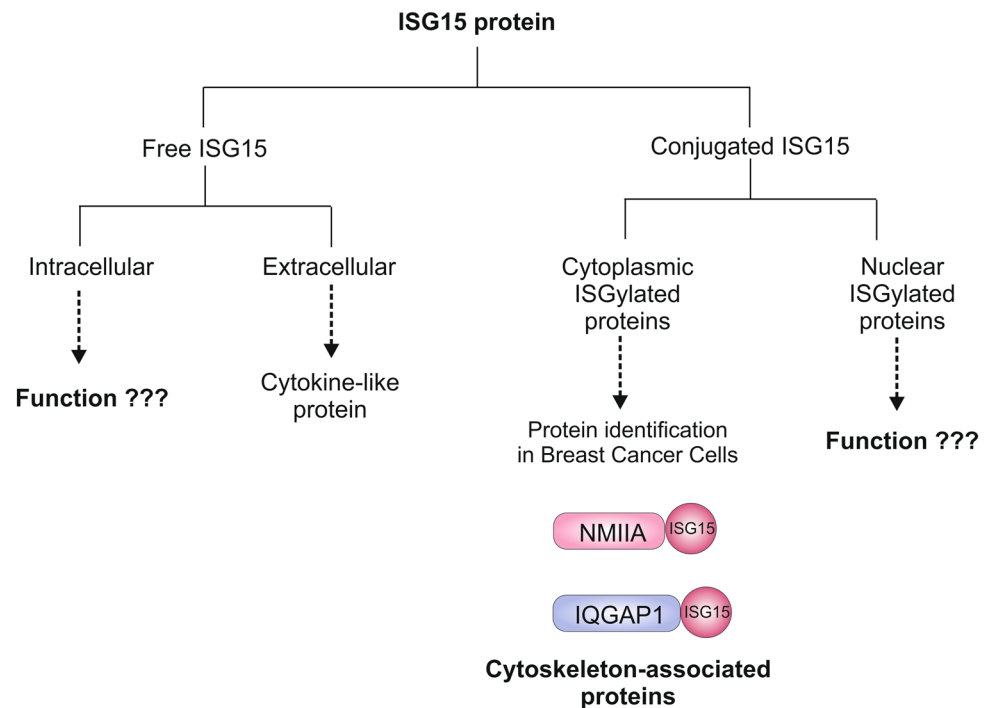 ISG15 protein
Free ISG15
Conjugated ISG15
Intracellular
Extracellular
Cytoplasmic
ISGylated
proteins
Nuclear
ISGylated
proteins
Function ???
Cytokine-like
protein
Protein identification
in Breast Cancer Cells
Function ???
NMIIA
ISG15
IQGAP1
ISG15
Cytoskeleton-associated
proteins